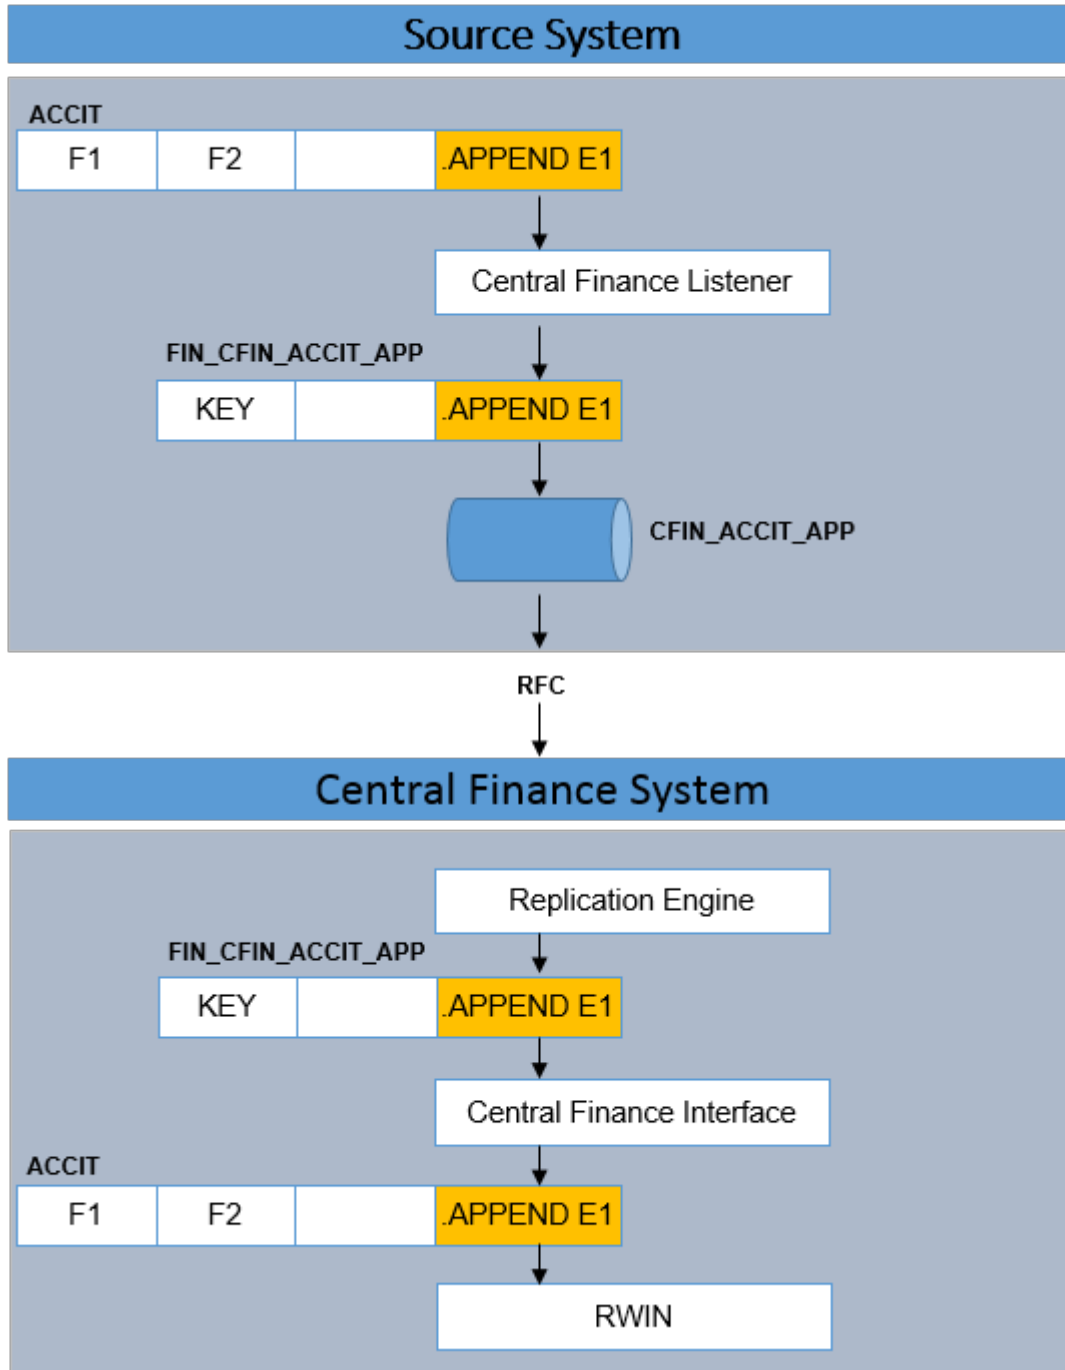 Source System
ACCIT
F1 F2 .APPEND E1
Central Finance Listener
FIN_CFIN_ACCIT_APP
KEY .APPEND E1
CFIN_ACCIT_APP
RFC
Central Finance System
Replication Engine
FIN_CFIN_ACCIT_APP
KEY .APPEND E1
Central Finance Interface
ACCIT
F1 F2 .APPEND E1
RWIN